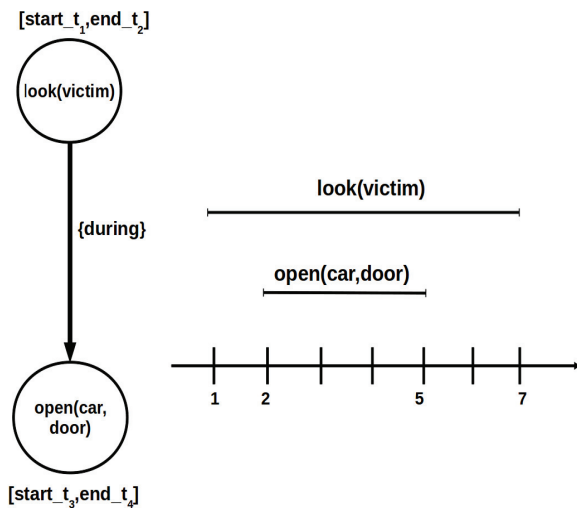 [start_t1,end_t2]
look(victim)
{during}
open(car,
door)
[start_t3,end_t4]
look(victim)
open(car,door)
1 2 5 7